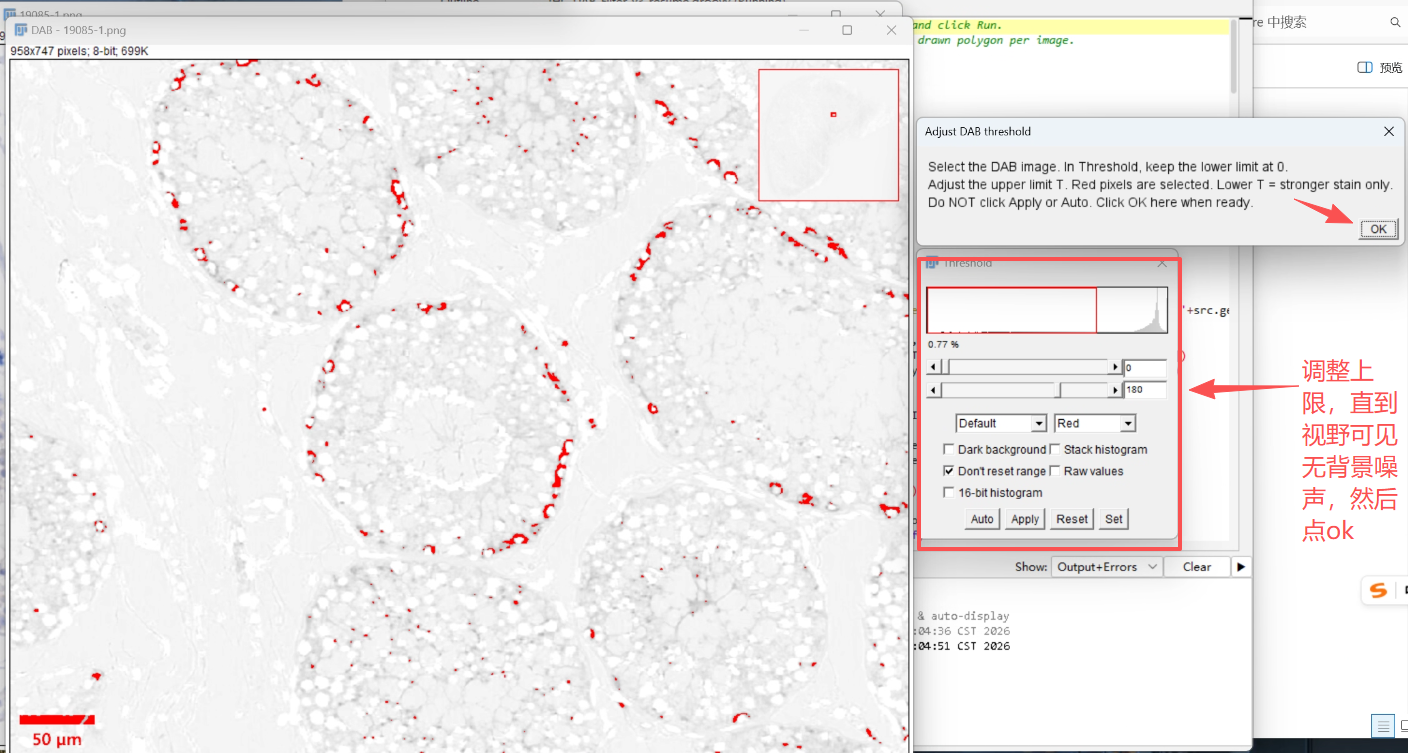 19085-1.png
DAB - 19085-1.png
958x747 pixels; 8-bit; 699K
50 µm
and click Run.
drawn polygon per image.
re 中搜索
预览
Adjust DAB threshold
Select the DAB image. In Threshold, keep the lower limit at 0.
Adjust the upper limit T. Red pixels are selected. Lower T = stronger stain only.
Do NOT click Apply or Auto. Click OK here when ready.
OK
Threshold
0.77 %
0
180
Default
Red
Dark background
Stack histogram
Don't reset range
Raw values
16-bit histogram
Auto
Apply
Reset
Set
'+src.ge
调整上
限，直到
视野可见
无背景噪
声，然后
点ok
Show:
Output+Errors
Clear
& auto-display
:04:36 CST 2026
:04:51 CST 2026